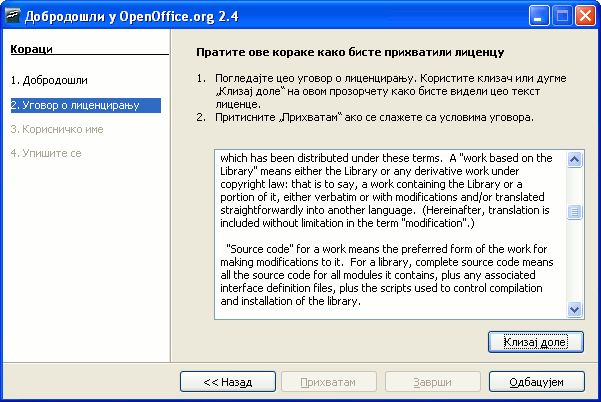 Добродошли у OpenOffice.org 2.4
Кораци
1. Добродошли
2. Уговор о лиценцирању
3. Корисничко име
4. Упишите се
Пратите ове кораке како бисте прихватили лиценцу
1. Погледајте цео уговор о лиценцирању. Користите клизач или дугме
„Клизај доле“ на овом прозорчету како бисте видели цео текст
лиценце.
2. Притисните „Прихватам“ ако се слажете са условима уговора.
which has been distributed under these terms. A "work based on the
Library" means either the Library or any derivative work under
copyright law: that is to say, a work containing the Library or a
portion of it, either verbatim or with modifications and/or translated
straightforwardly into another language. (Hereinafter, translation is
included without limitation in the term "modification".)
"Source code" for a work means the preferred form of the work for
making modifications to it. For a library, complete source code means
all the source code for all modules it contains, plus any associated
interface definition files, plus the scripts used to control compilation
and installation of the library.
Клизај доле
<< Назад
Прихватам
Заврши
Одбацујем